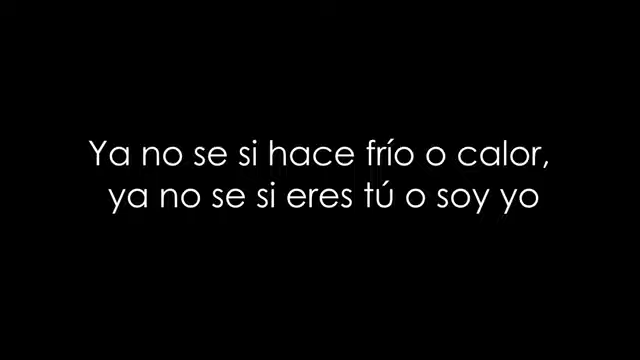 Ya no se si hace frío o calor,
ya no se si eres tú o soy yo